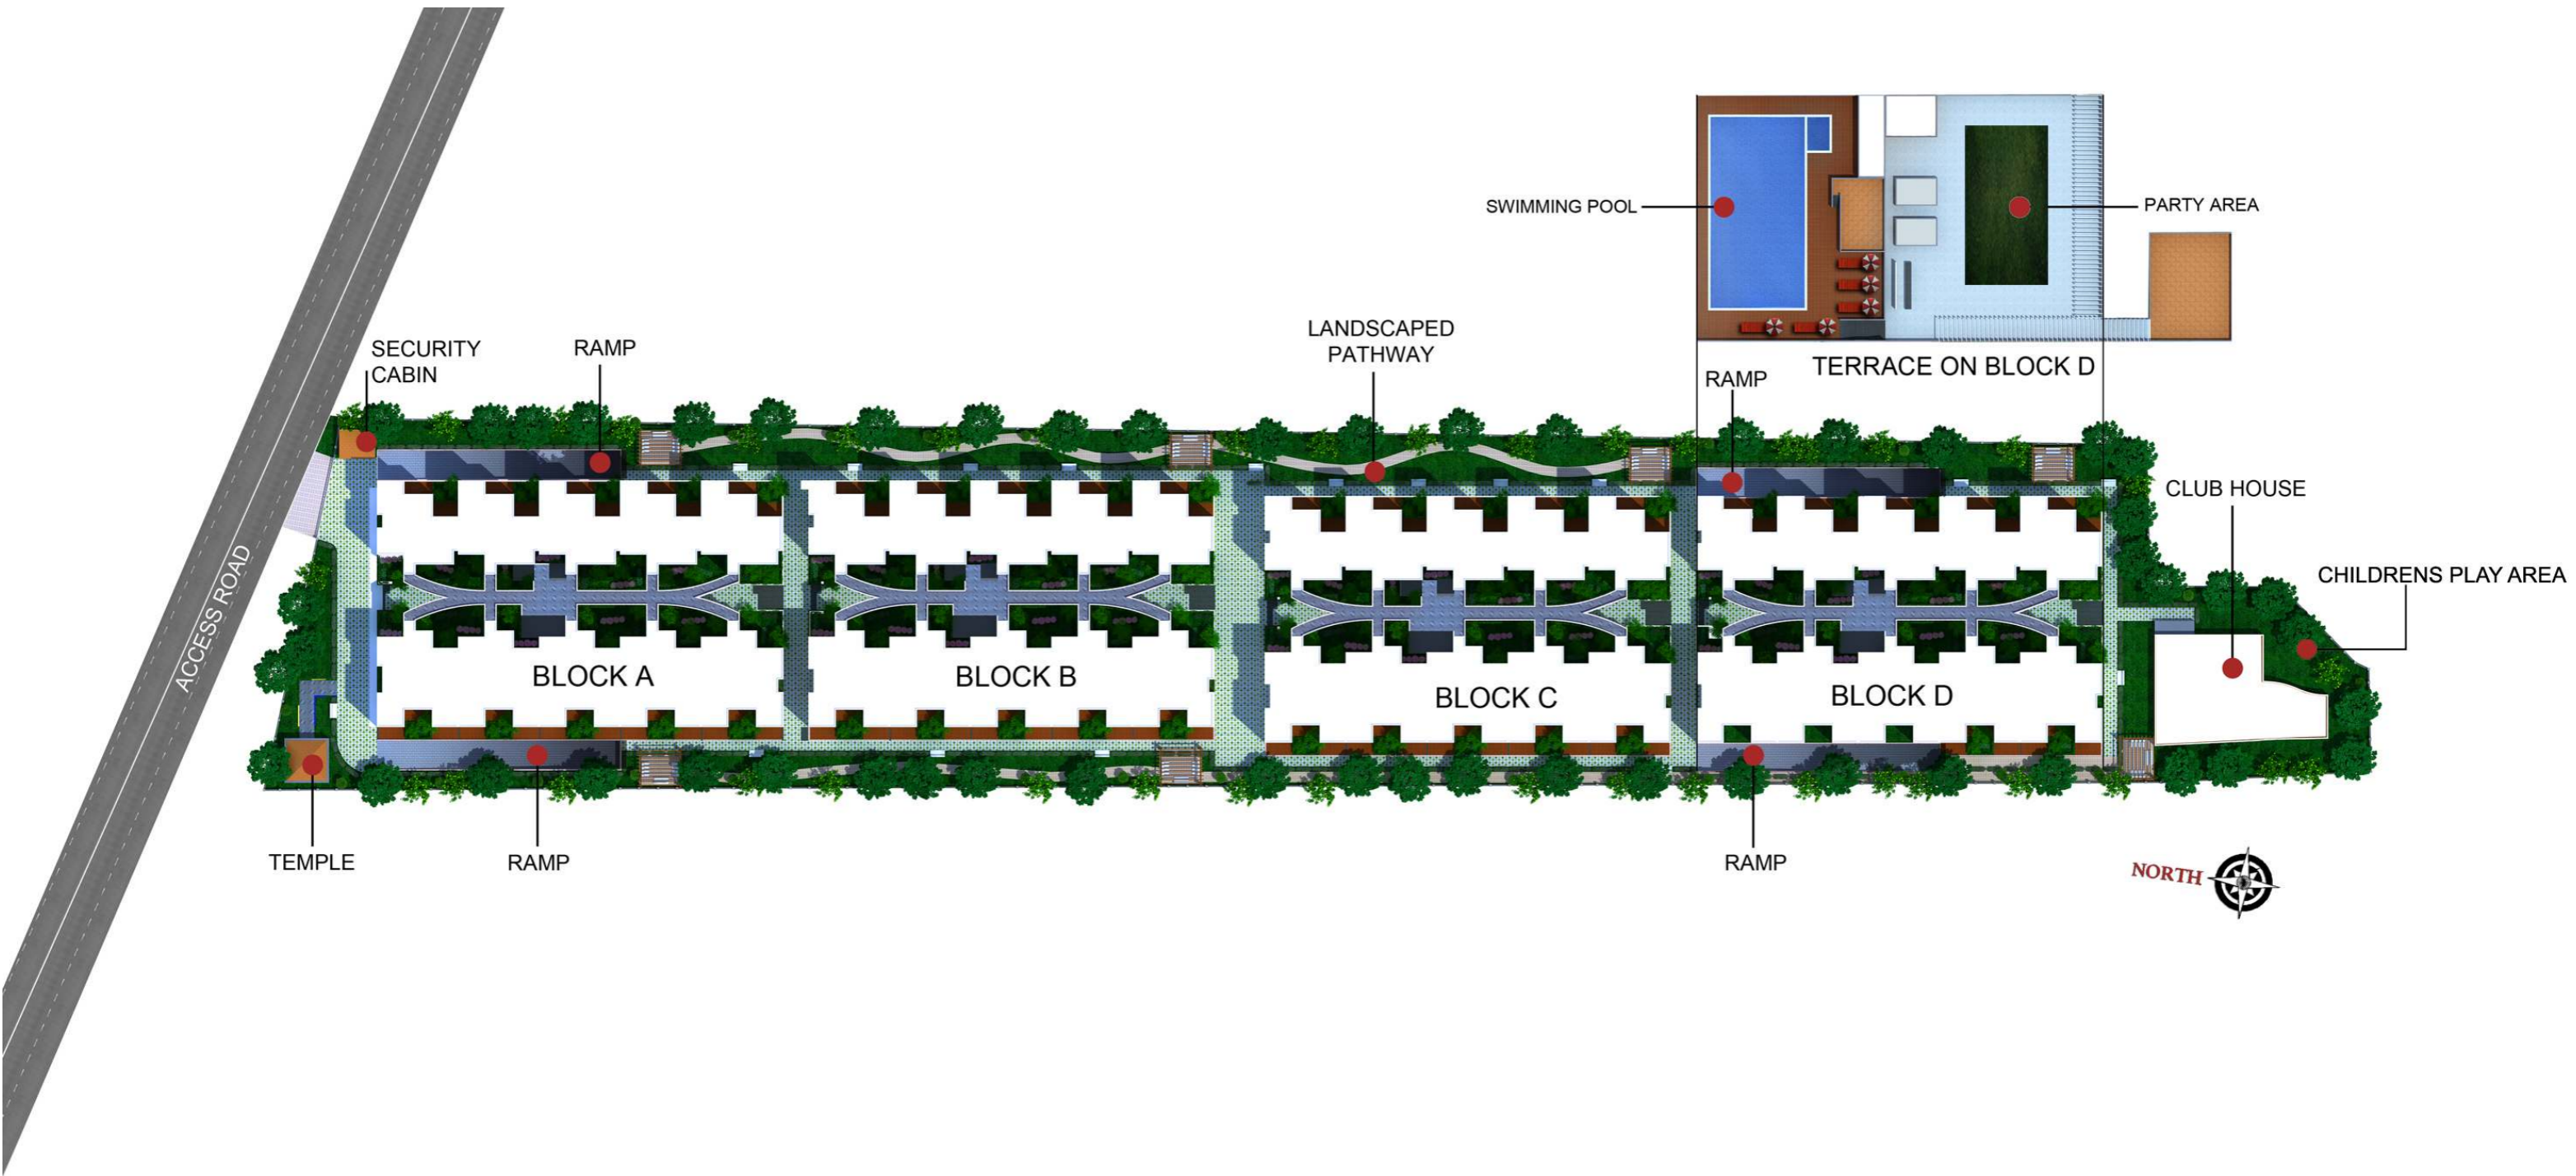 SWIMMING POOL
PARTY AREA
TERRACE ON BLOCK D
SECURITY
CABIN
RAMP
LANDSCAPED
PATHWAY
RAMP
CLUB HOUSE
CHILDRENS PLAY AREA
ACCESS ROAD
BLOCK A
BLOCK B
BLOCK C
BLOCK D
TEMPLE
RAMP
RAMP
NORTH